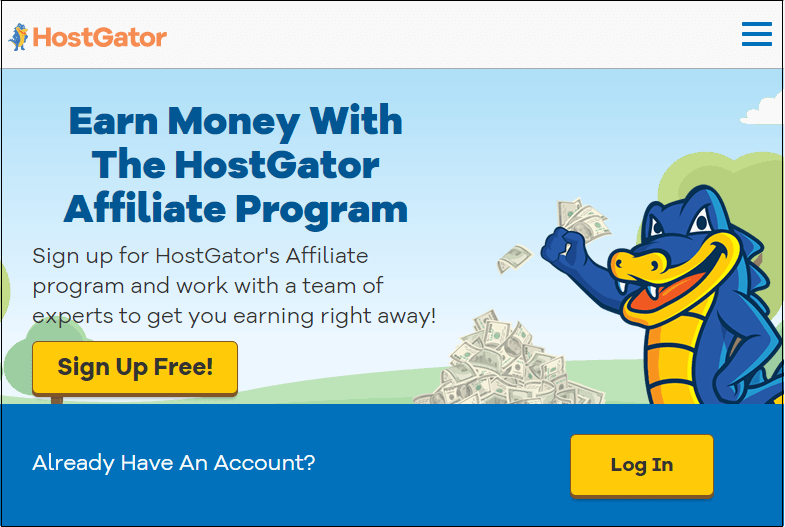 HostGator
Earn Money With
The HostGator
Affiliate Program
Sign up for HostGator's Affiliate
program and work with a team of
experts to get you earning right away!
Sign Up Free!
Already Have An Account?
Log In